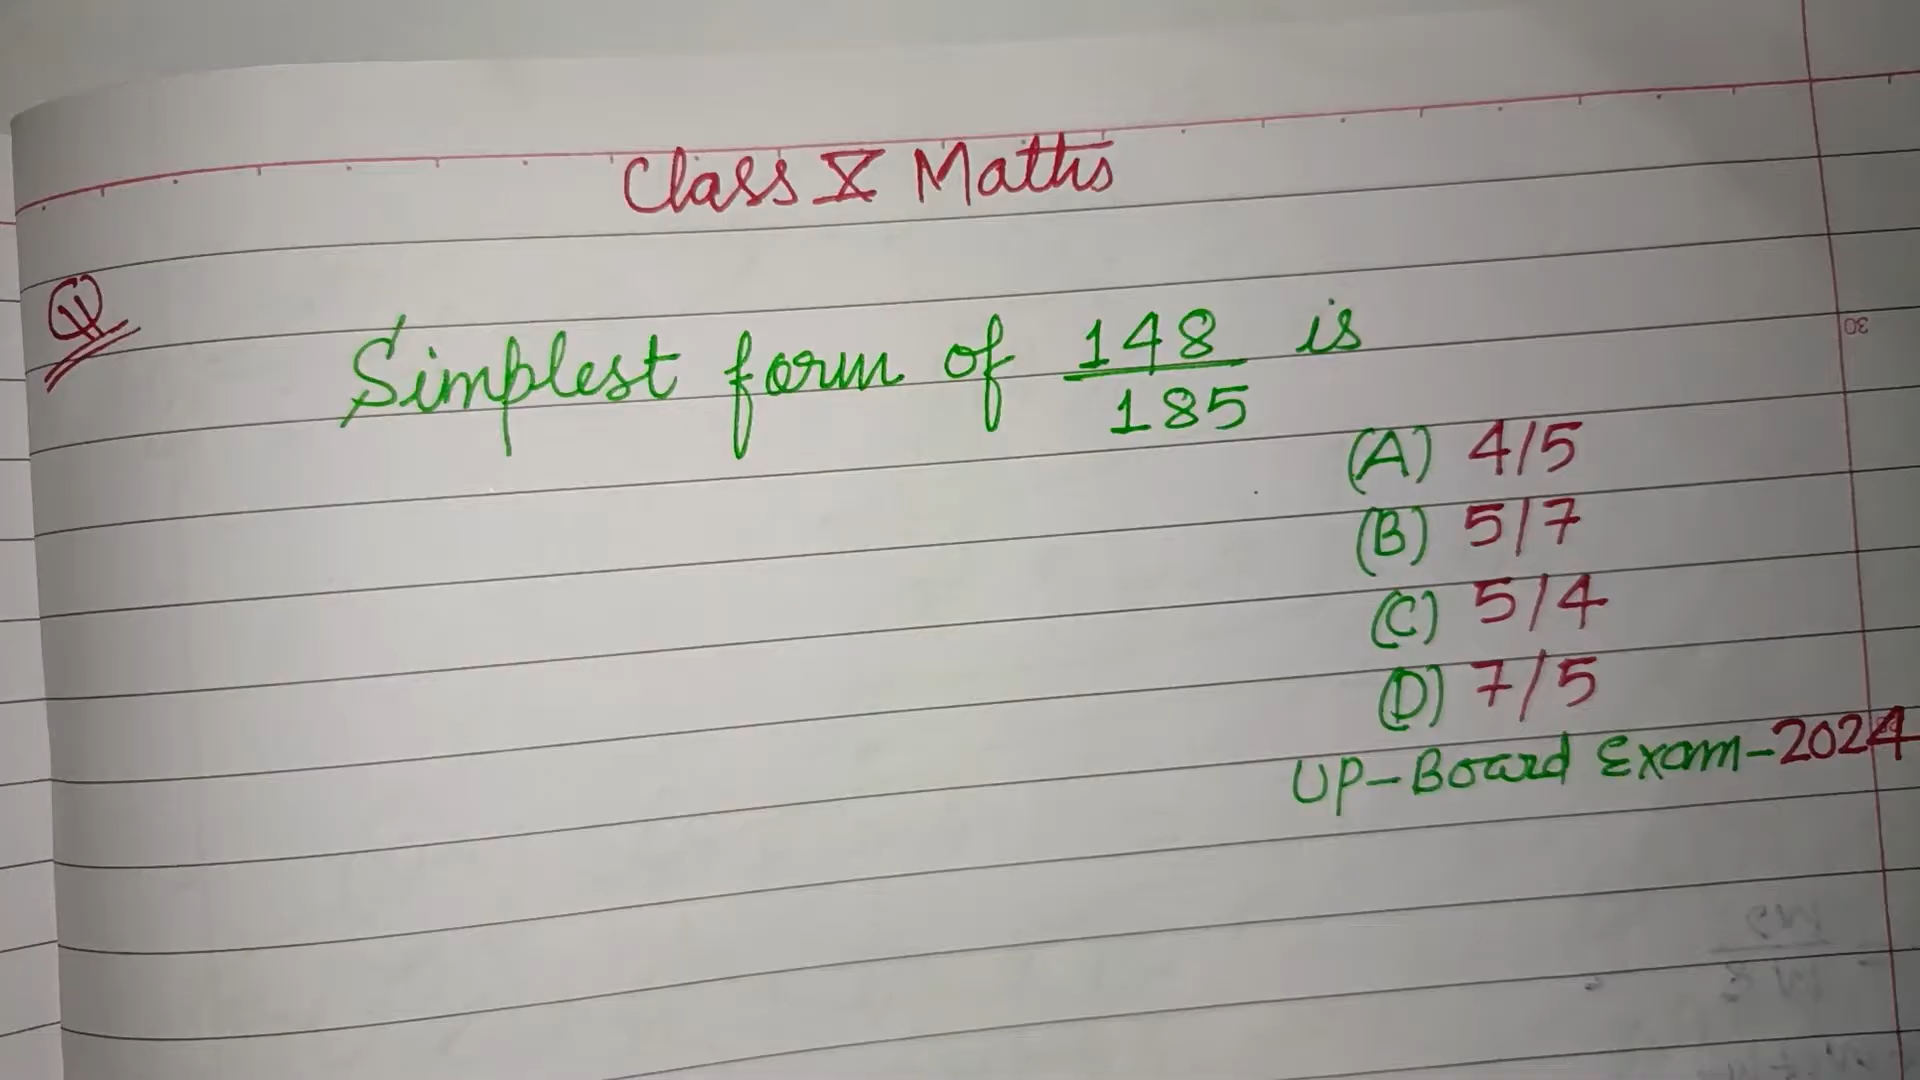 Class X Maths
Q
Simplest form of 148/185 is
(A) 4/5
(B) 5/7
(C) 5/4
(D) 7/5
UP-Board Exam-2024
30